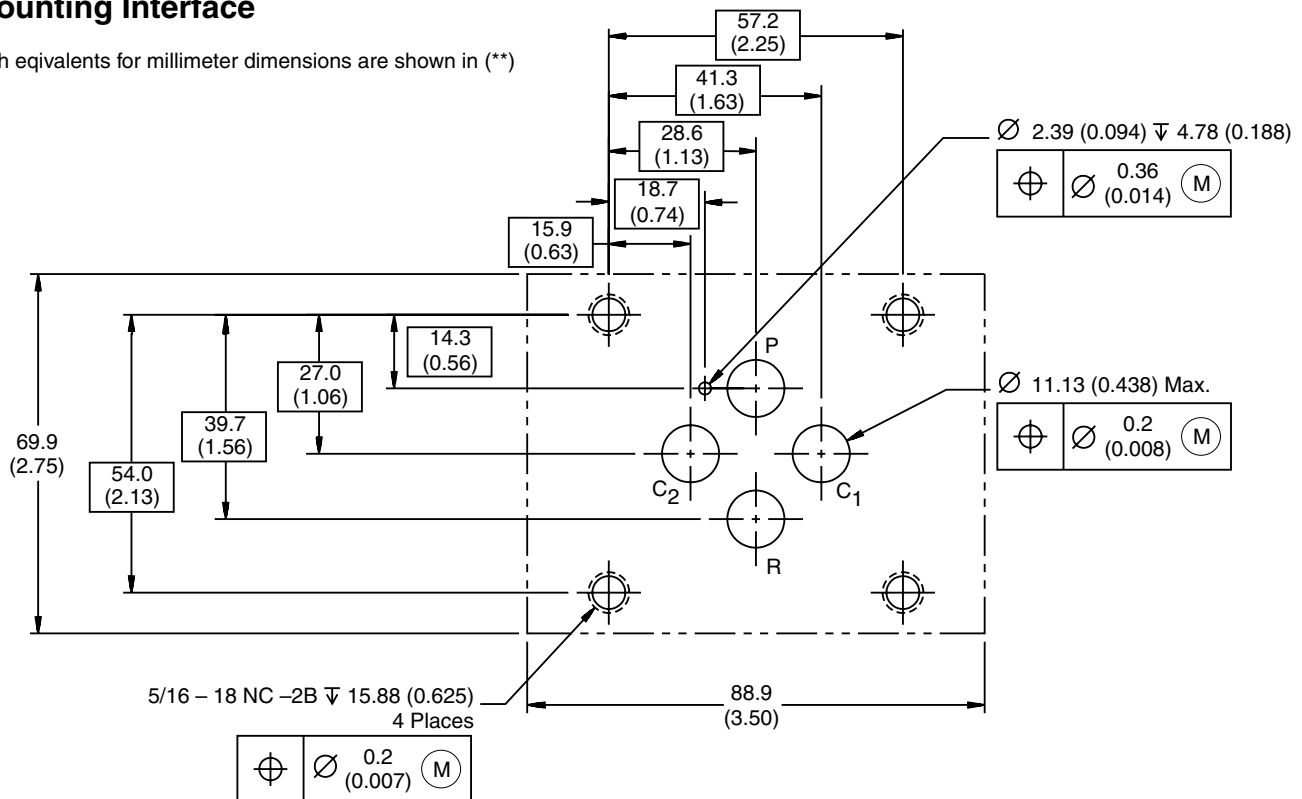 ounting Interface
h eqivalents for millimeter dimensions are shown in (**)
57.2
(2.25)
41.3
(1.63)
28.6
(1.13)
18.7
(0.74)
15.9
(0.63)
⌀ 2.39 (0.094) ↧ 4.78 (0.188)
⌖ ⌀ 0.36 (0.014) Ⓜ
14.3
(0.56)
27.0
(1.06)
39.7
(1.56)
54.0
(2.13)
69.9
(2.75)
P
C2
C1
R
⌀ 11.13 (0.438) Max.
⌖ ⌀ 0.2 (0.008) Ⓜ
5/16 – 18 NC –2B ↧ 15.88 (0.625)
4 Places
⌖ ⌀ 0.2 (0.007) Ⓜ
88.9
(3.50)